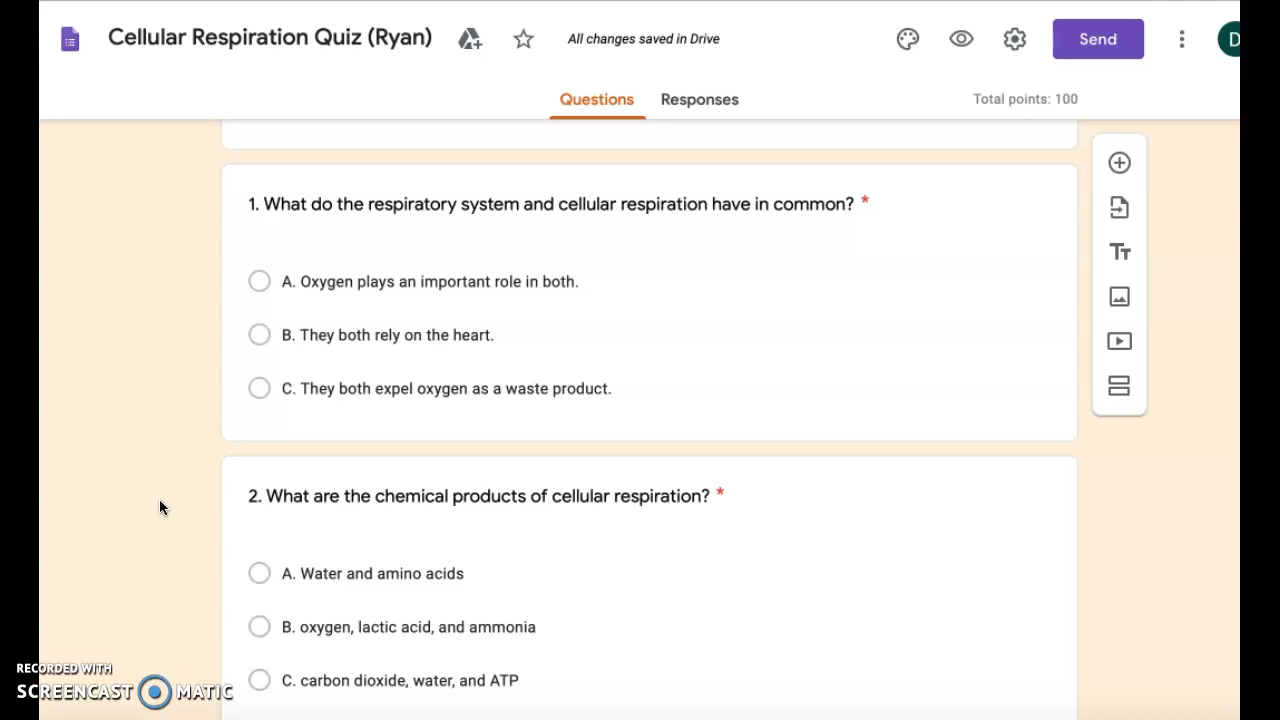 Cellular Respiration Quiz (Ryan)
All changes saved in Drive
Send
D
Questions
Responses
Total points: 100
1. What do the respiratory system and cellular respiration have in common? *
A. Oxygen plays an important role in both.
B. They both rely on the heart.
C. They both expel oxygen as a waste product.
Tт
2. What are the chemical products of cellular respiration? *
A. Water and amino acids
B. oxygen, lactic acid, and ammonia
C. carbon dioxide, water, and ATP
RECORDED WITH
SCREENCAST MATIC